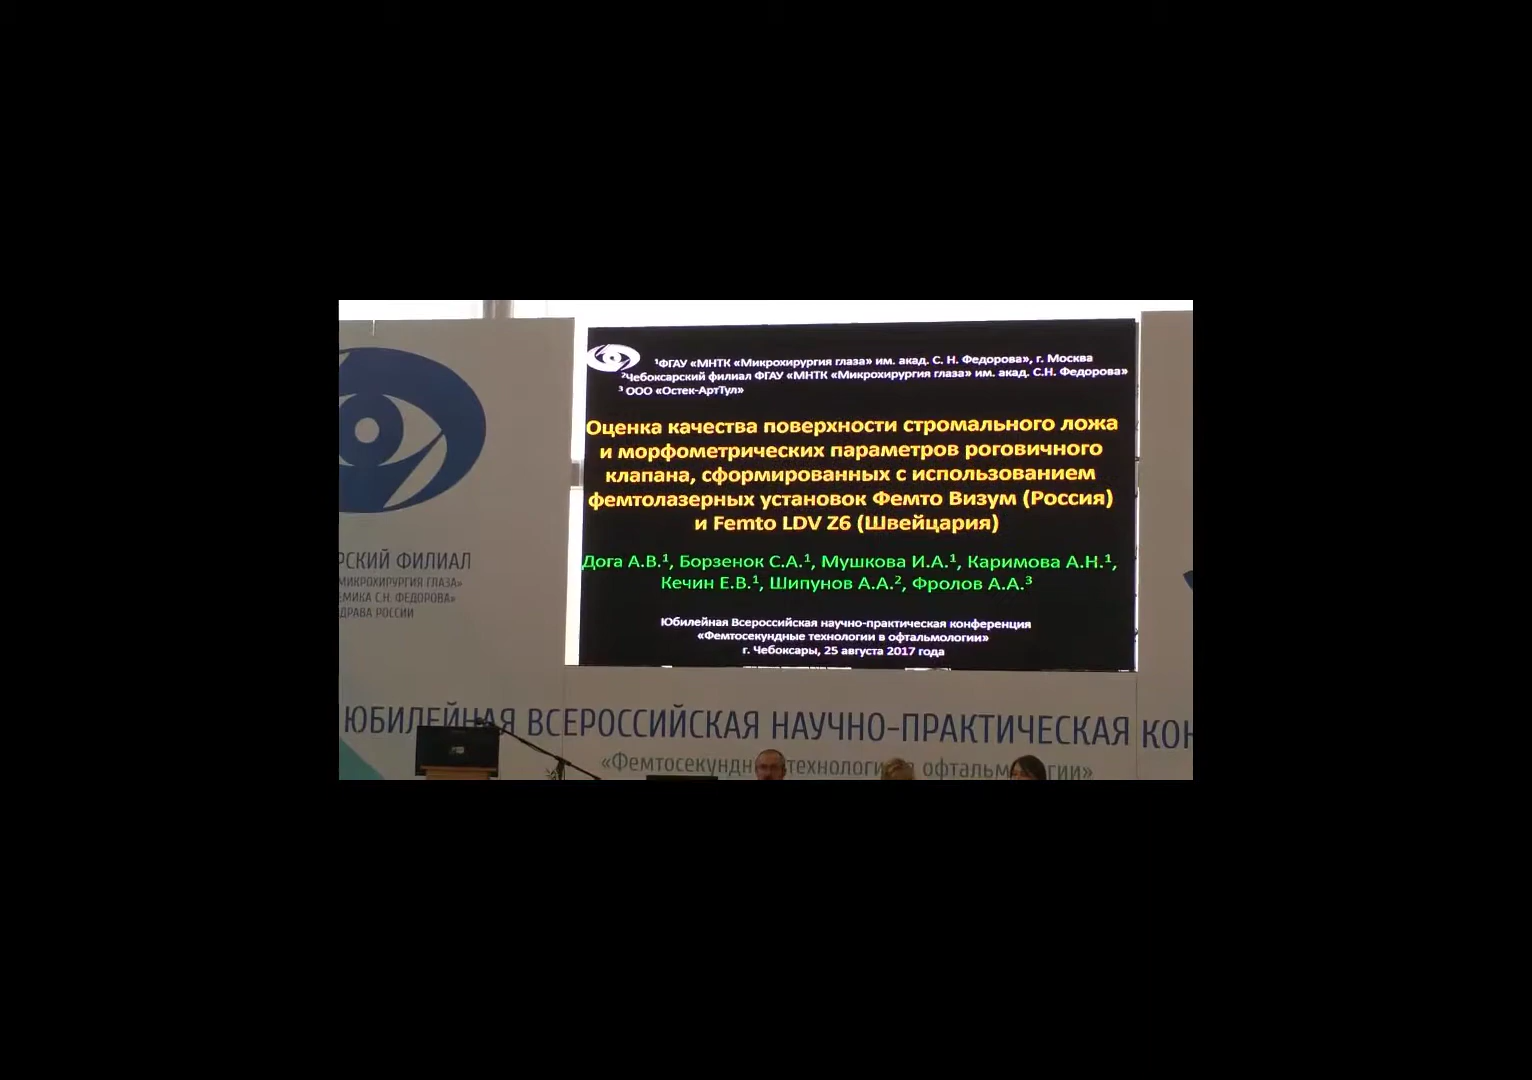 ¹ФГАУ «МНТК «Микрохирургия глаза» им. акад. С. Н. Федорова», г. Москва
²Чебоксарский филиал ФГАУ «МНТК «Микрохирургия глаза» им. акад. С.Н. Федорова»
³ ООО «Остек-АртТул»
Оценка качества поверхности стромального ложа
и морфометрических параметров роговичного
клапана, сформированных с использованием
фемтолазерных установок Фемто Визум (Россия)
и Femto LDV Z6 (Швейцария)
Дога А.В.¹, Борзенок С.А.¹, Мушкова И.А.¹, Каримова А.Н.¹,
Кечин Е.В.¹, Шипунов А.А.², Фролов А.А.³
Юбилейная Всероссийская научно-практическая конференция
«Фемтосекундные технологии в офтальмологии»
г. Чебоксары, 25 августа 2017 года
РСКИЙ ФИЛИАЛ
МИКРОХИРУРГИЯ ГЛАЗА»
ЕМИКА С.Н. ФЕДОРОВА»
ДРАВА РОССИИ
ЮБИЛЕЙНАЯ ВСЕРОССИЙСКАЯ НАУЧНО-ПРАКТИЧЕСКАЯ КОН
«Фемтосекундн технологи офтальм гии»